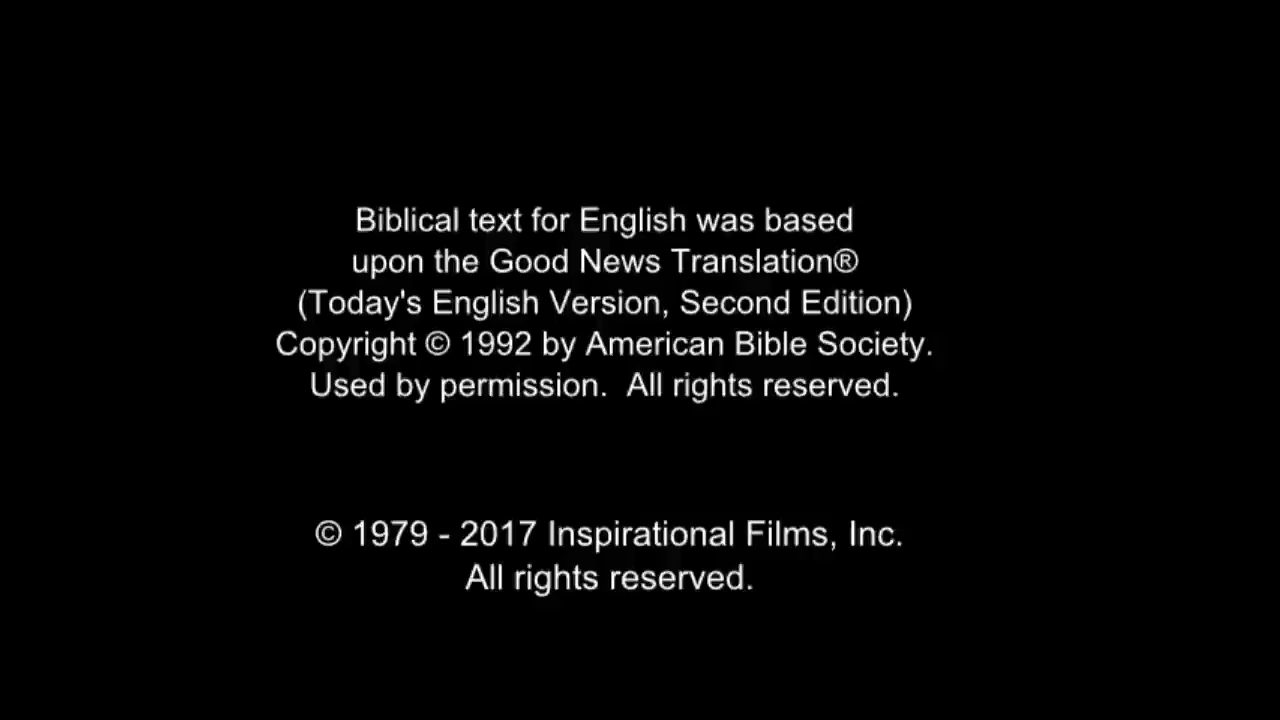 Biblical text for English was based
upon the Good News Translation®
(Today's English Version, Second Edition)
Copyright © 1992 by American Bible Society.
Used by permission.  All rights reserved.
© 1979 - 2017 Inspirational Films, Inc.
All rights reserved.